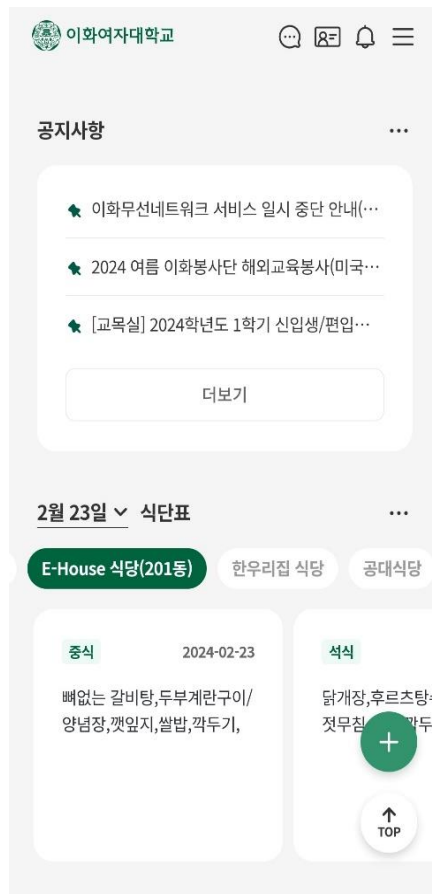 이화여자대학교
공지사항
이화무선네트워크 서비스 일시 중단 안내(…
2024 여름 이화봉사단 해외교육봉사(미국…
[교목실] 2024학년도 1학기 신입생/편입…
더보기
2월 23일 식단표
E-House 식당(201동) 한우리집 식당 공대식당
중식 2024-02-23
뼈없는 갈비탕,두부계란구이/
양념장,깻잎지,쌀밥,깍두기,
석식
닭개장,후르츠탕
젓무침
TOP